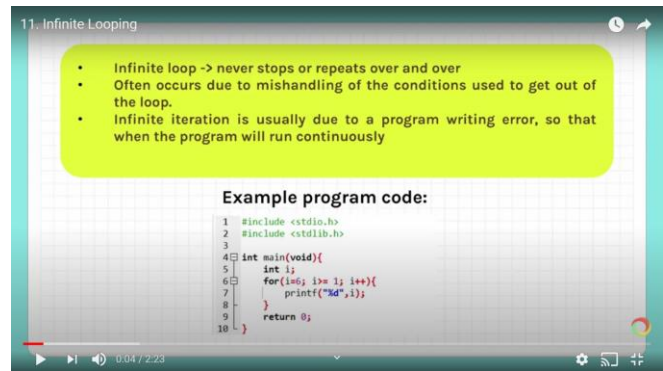 11. Infinite Looping
• Infinite loop -> never stops or repeats over and over
• Often occurs due to mishandling of the conditions used to get out of
the loop.
• Infinite iteration is usually due to a program writing error, so that
when the program will run continuously
Example program code:
1 #include <stdio.h>
2 #include <stdlib.h>
3
4 int main(void){
5 int i;
6 for(i=6; i>= 1; i++){
7 printf("%d",i);
8 }
9 return 0;
10 }
0:04 / 2:23